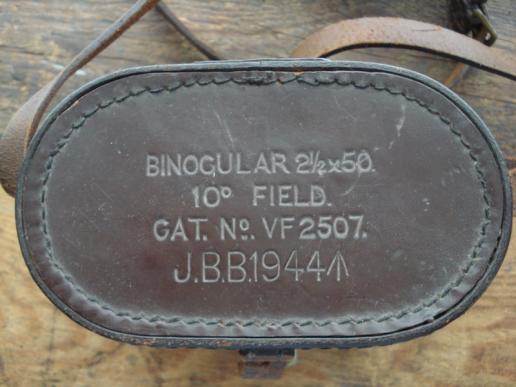 BINOCULAR 2½x50.
10° FIELD.
CAT. No. VF 2507.
J.B.B.1944↑